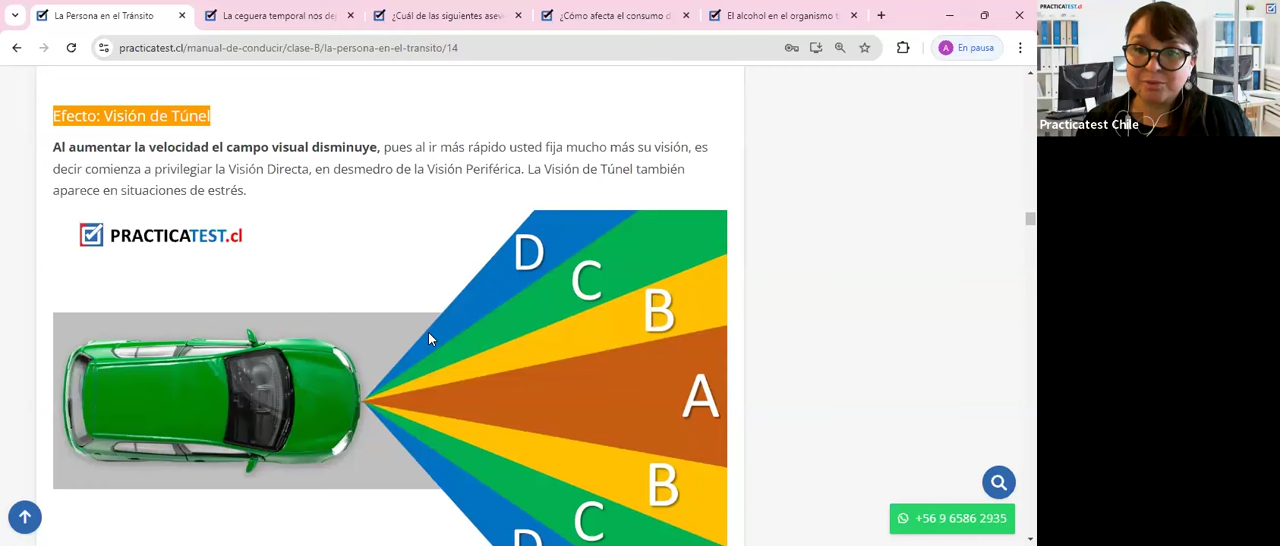 La Persona en el Tránsito
La ceguera temporal nos de
¿Cuál de las siguientes asev
¿Cómo afecta el consumo d
El alcohol en el organismo t
practicatest.cl/manual-de-conducir/clase-B/la-persona-en-el-transito/14
A
En pausa
PRACTICATEST.cl
Practicatest Chile
Efecto: Visión de Túnel
Al aumentar la velocidad el campo visual disminuye, pues al ir más rápido usted fija mucho más su visión, es
decir comienza a privilegiar la Visión Directa, en desmedro de la Visión Periférica. La Visión de Túnel también
aparece en situaciones de estrés.
PRACTICATEST.cl
D
C
B
A
B
C
D
+56 9 6586 2935